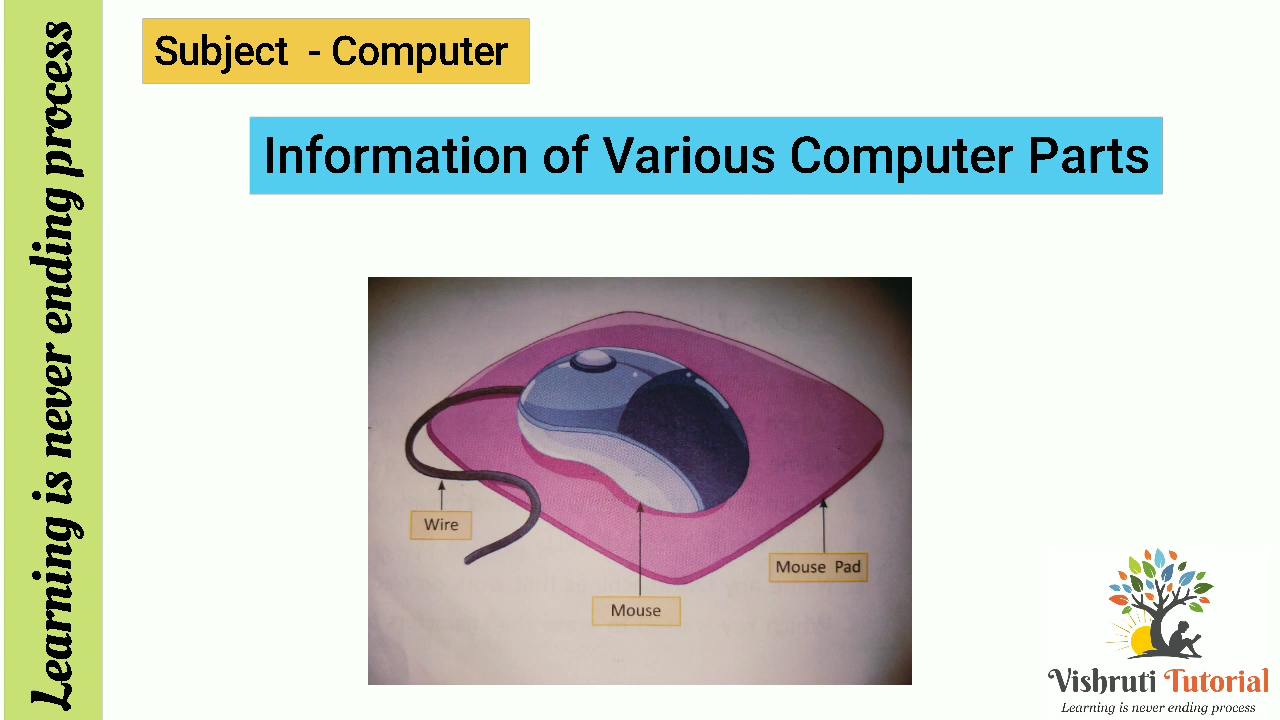 Learning is never ending process
Subject - Computer
Information of Various Computer Parts
Wire
Mouse Pad
Mouse
Vishruti Tutorial
Learning is never ending process